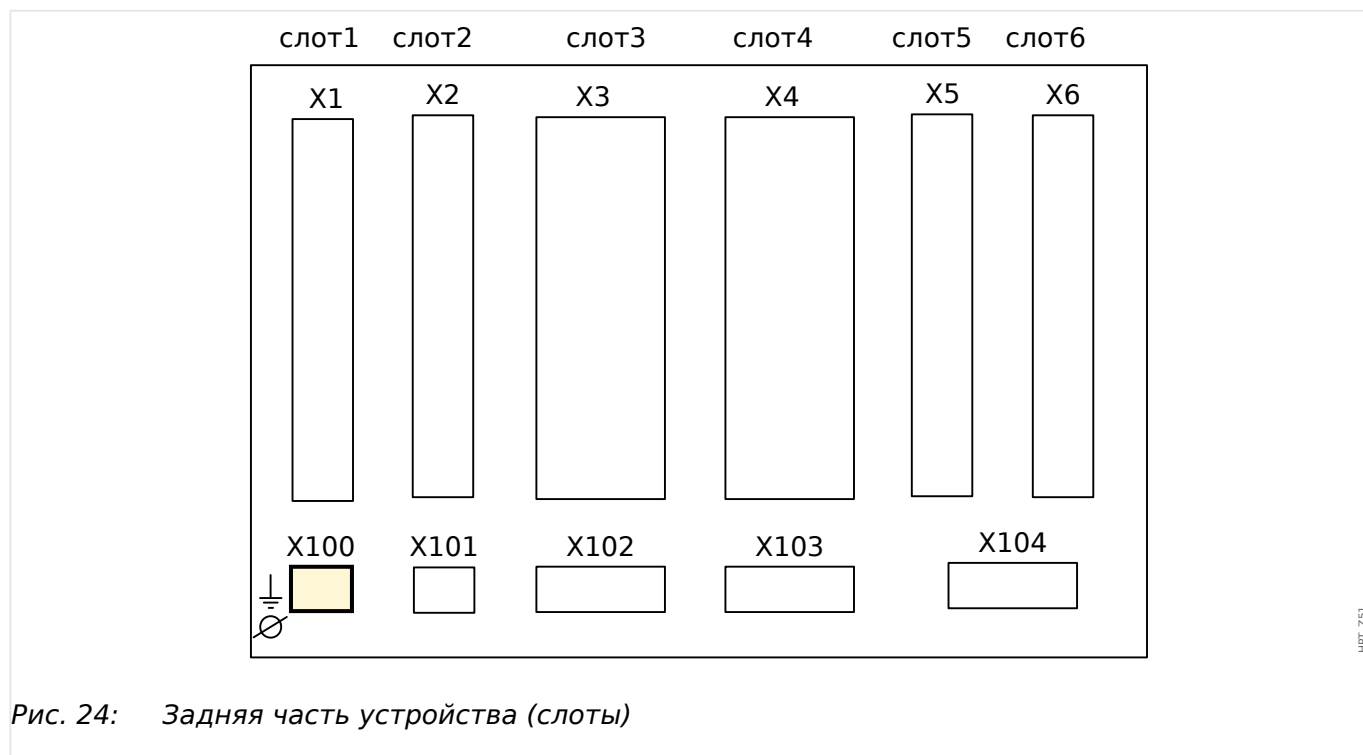 слот1 слот2 слот3 слот4 слот5 слот6
X1 X2 X3 X4 X5 X6
X100 X101 X102 X103 X104
Рис. 24: Задняя часть устройства (слоты)